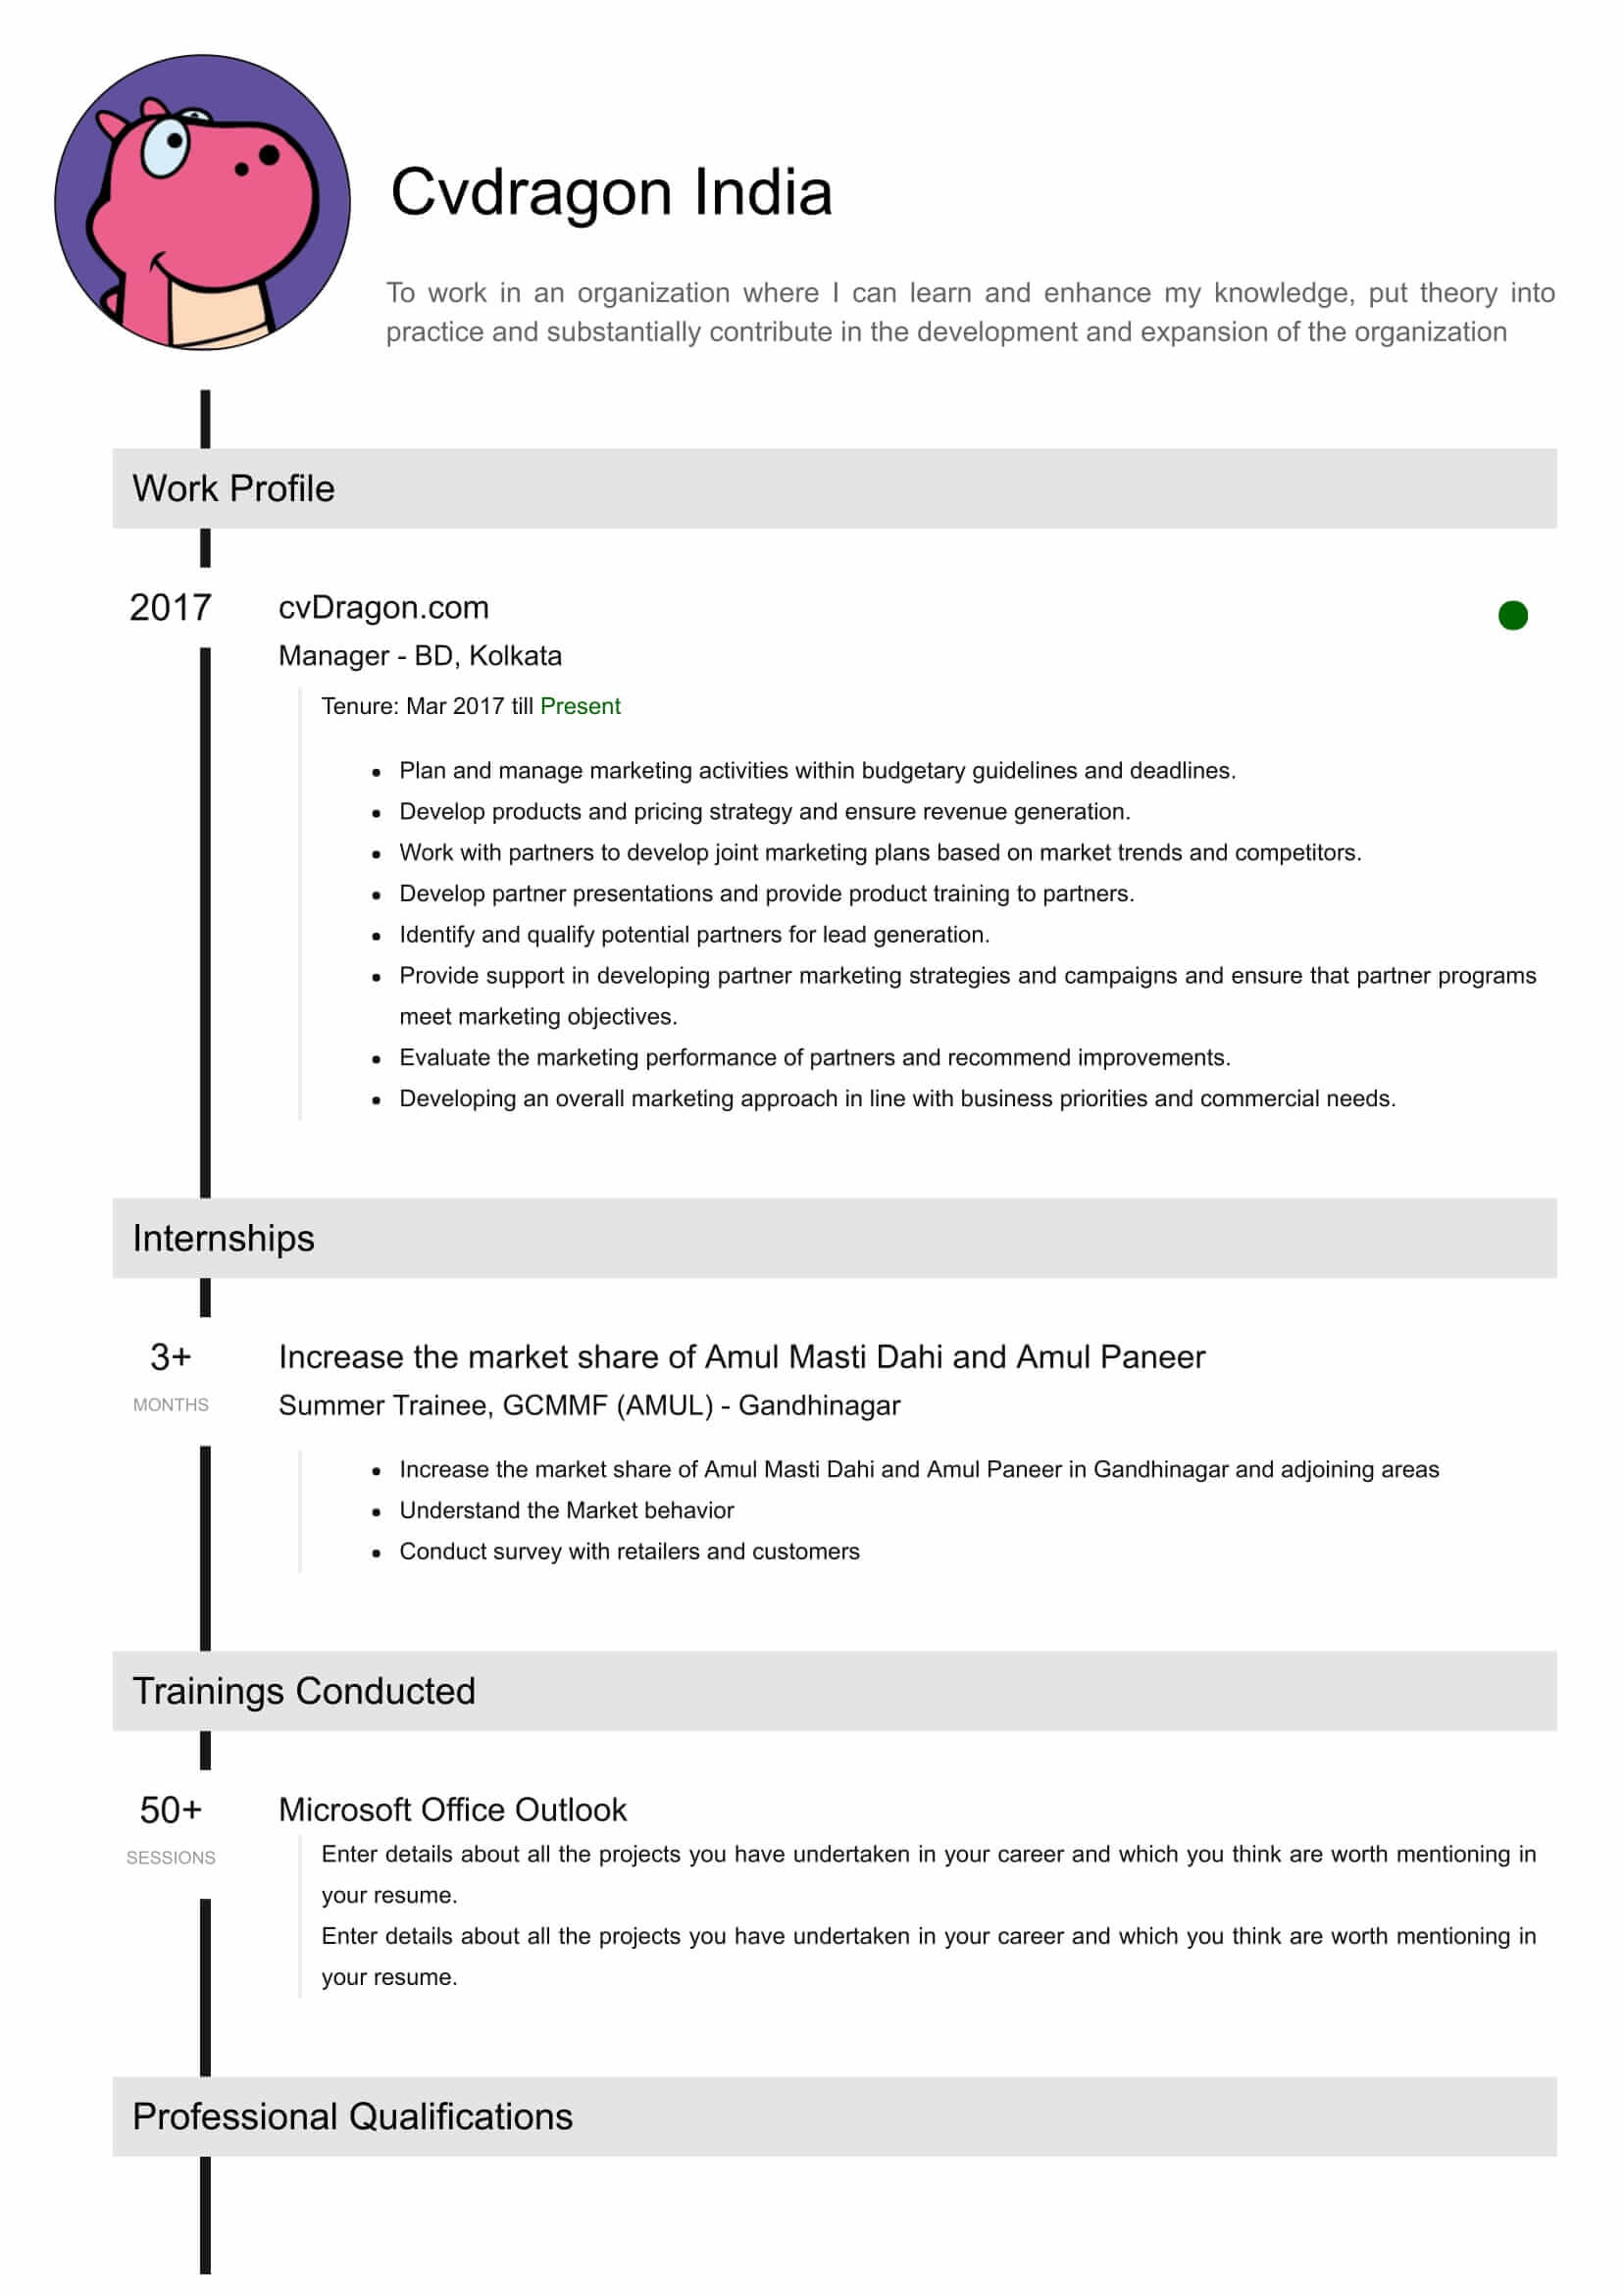 Cvdragon India
To work in an organization where I can learn and enhance my knowledge, put theory into
practice and substantially contribute in the development and expansion of the organization
Work Profile
2017
cvDragon.com
Manager - BD, Kolkata
Tenure: Mar 2017 till Present
• Plan and manage marketing activities within budgetary guidelines and deadlines.
• Develop products and pricing strategy and ensure revenue generation.
• Work with partners to develop joint marketing plans based on market trends and competitors.
• Develop partner presentations and provide product training to partners.
• Identify and qualify potential partners for lead generation.
• Provide support in developing partner marketing strategies and campaigns and ensure that partner programs
meet marketing objectives.
• Evaluate the marketing performance of partners and recommend improvements.
• Developing an overall marketing approach in line with business priorities and commercial needs.
Internships
3+
MONTHS
Increase the market share of Amul Masti Dahi and Amul Paneer
Summer Trainee, GCMMF (AMUL) - Gandhinagar
• Increase the market share of Amul Masti Dahi and Amul Paneer in Gandhinagar and adjoining areas
• Understand the Market behavior
• Conduct survey with retailers and customers
Trainings Conducted
50+
SESSIONS
Microsoft Office Outlook
Enter details about all the projects you have undertaken in your career and which you think are worth mentioning in
your resume.
Enter details about all the projects you have undertaken in your career and which you think are worth mentioning in
your resume.
Professional Qualifications